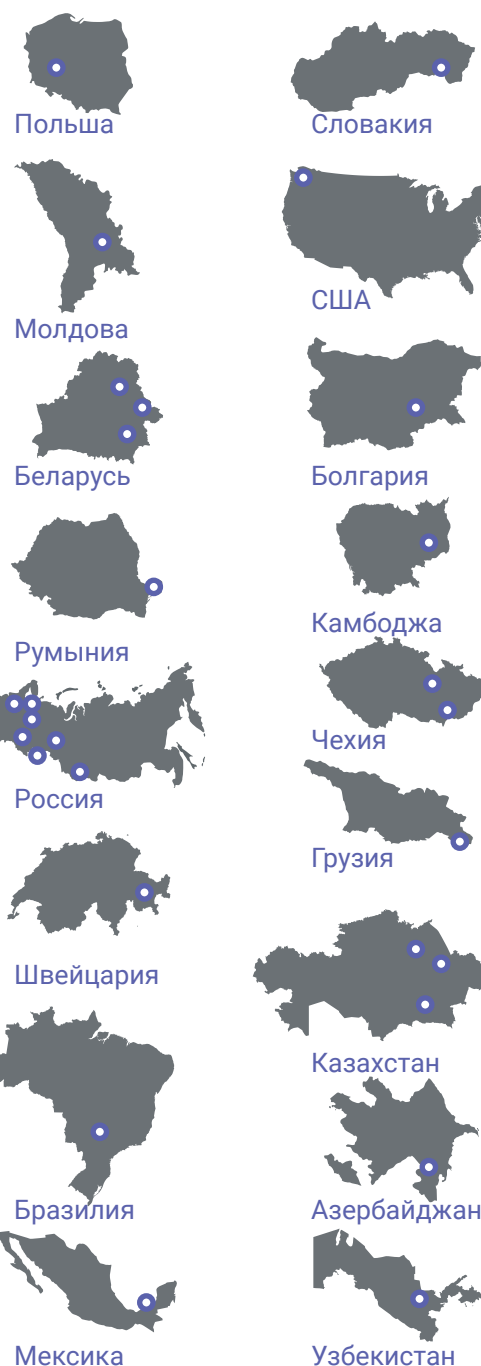 Польша
Словакия
Молдова
США
Беларусь
Болгария
Румыния
Камбоджа
Россия
Чехия
Швейцария
Грузия
Бразилия
Казахстан
Мексика
Азербайджан
Узбекистан